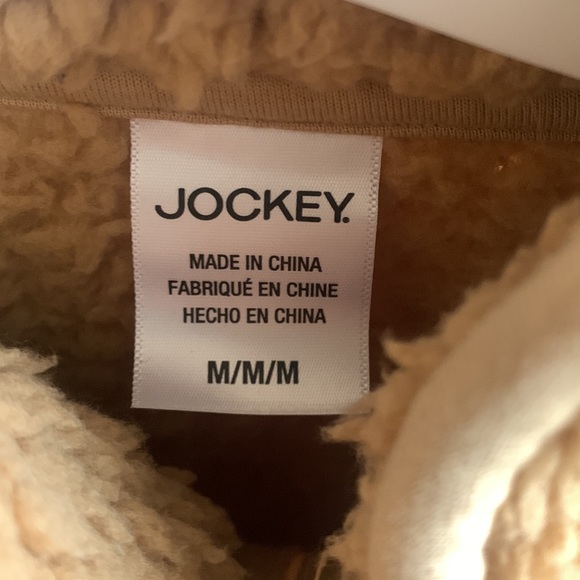 JOCKEY.
MADE IN CHINA
FABRIQUÉ EN CHINE
HECHO EN CHINA
M/M/M